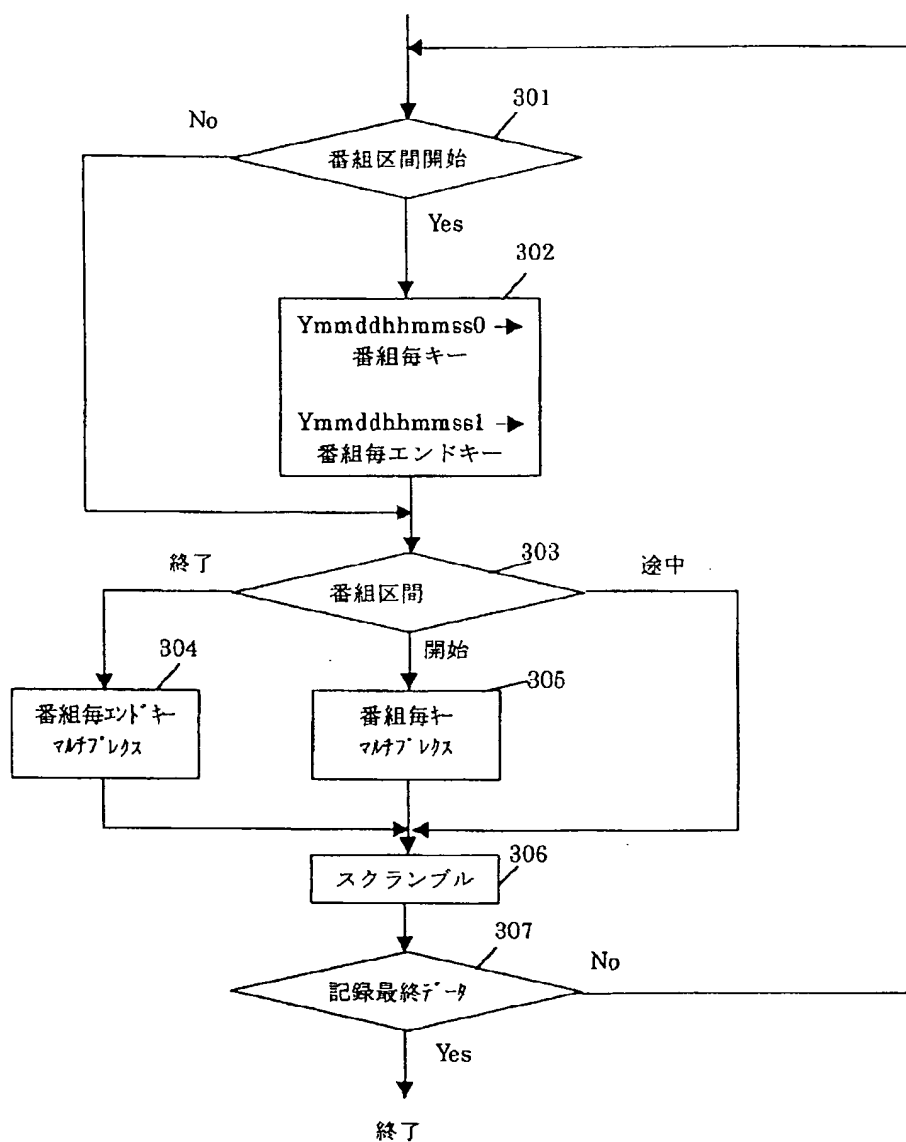 301
No
番組区間開始
Yes
302
Ymmddhhmmss0 →
番組毎キー
Ymmddhhmmss1 →
番組毎エンドキー
303
終了
途中
番組区間
開始
304
305
番組毎エンドキー
マルチプレクス
番組毎キー
マルチプレクス
306
スクランブル
307
No
記録最終データ
Yes
終了